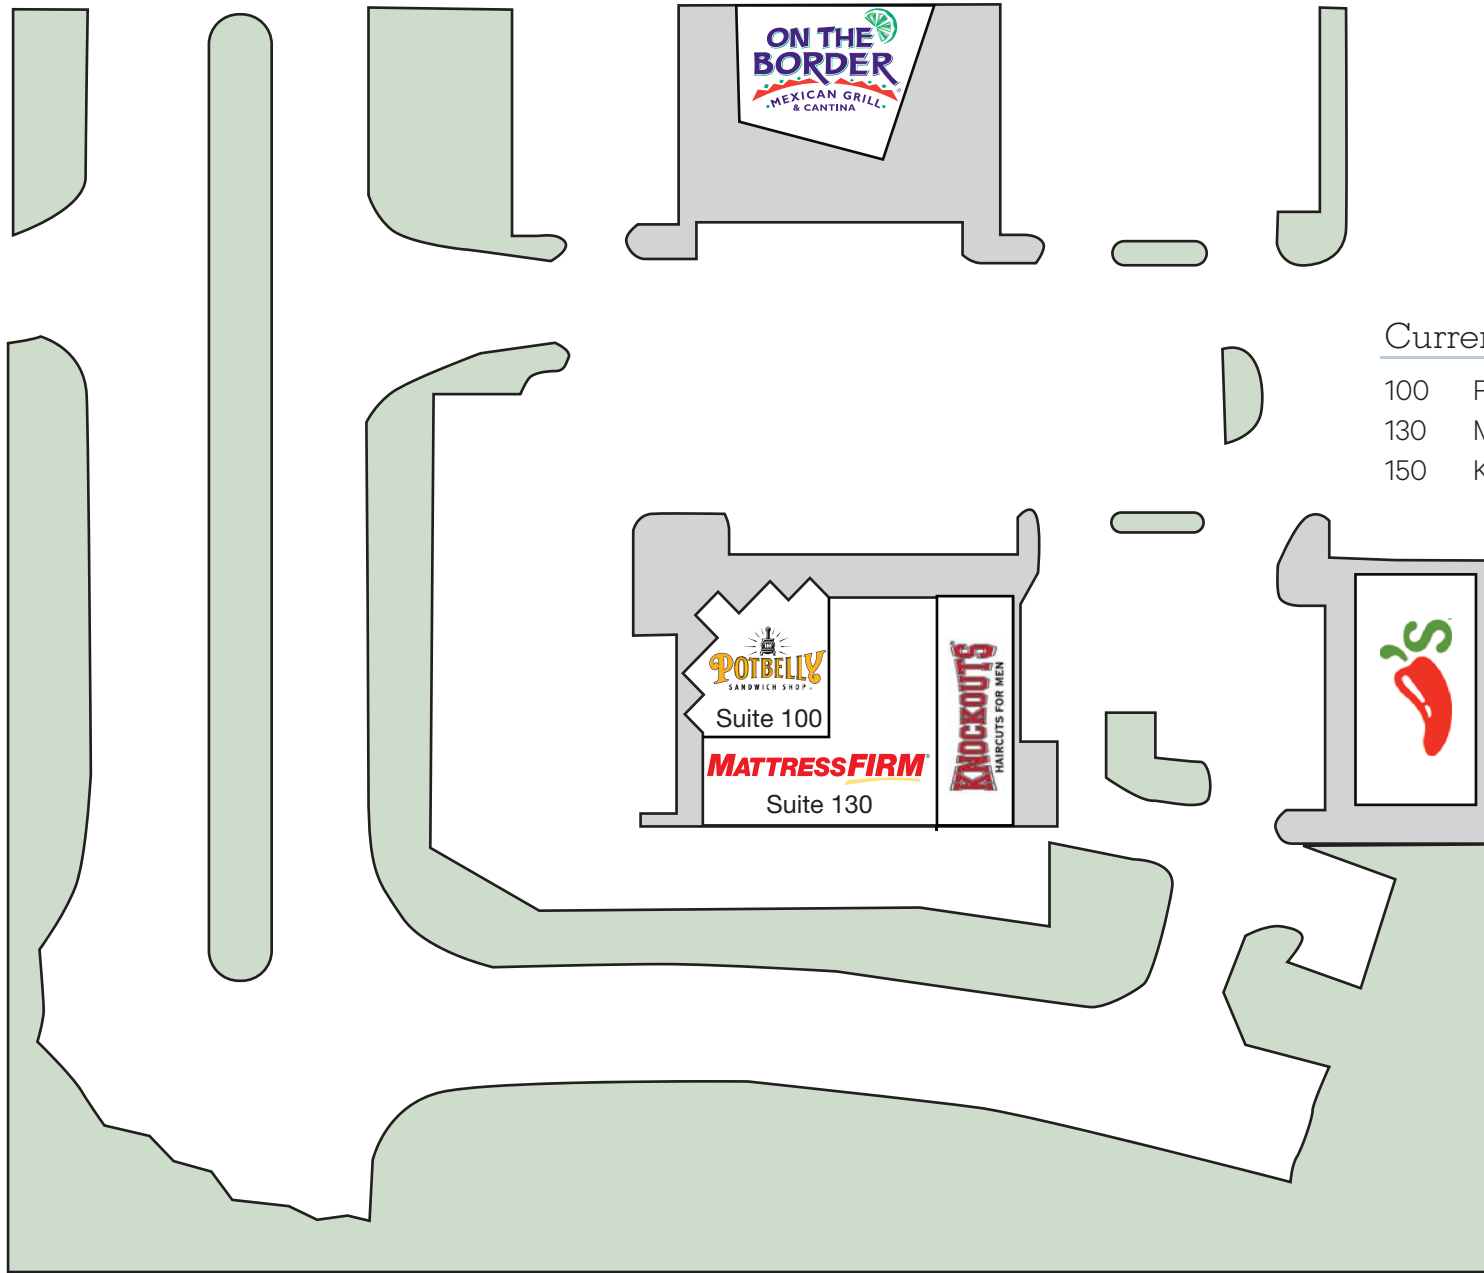 ON THE
BORDER
MEXICAN GRILL
& CANTINA
100
130
150
POTBELLY
SANDWICH SHOP
Suite 100
MATTRESSFIRM
Suite 130
KNOCKOUTS
HAIRCUTS FOR MEN
's